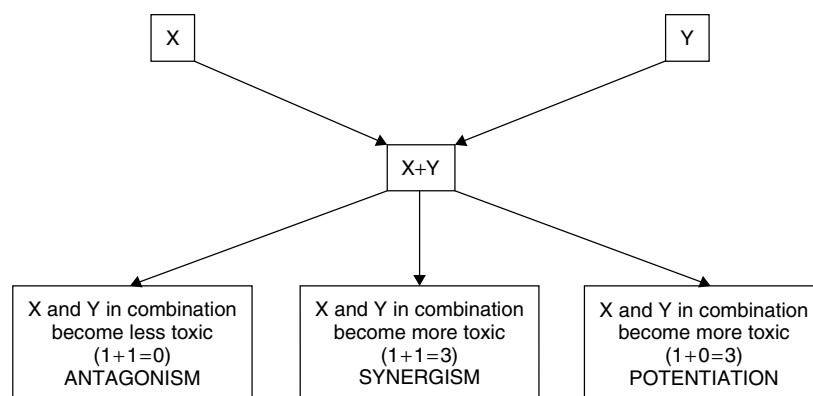 X
Y
X+Y
X and Y in combination
become less toxic
(1+1=0)
ANTAGONISM
X and Y in combination
become more toxic
(1+1=3)
SYNERGISM
X and Y in combination
become more toxic
(1+0=3)
POTENTIATION